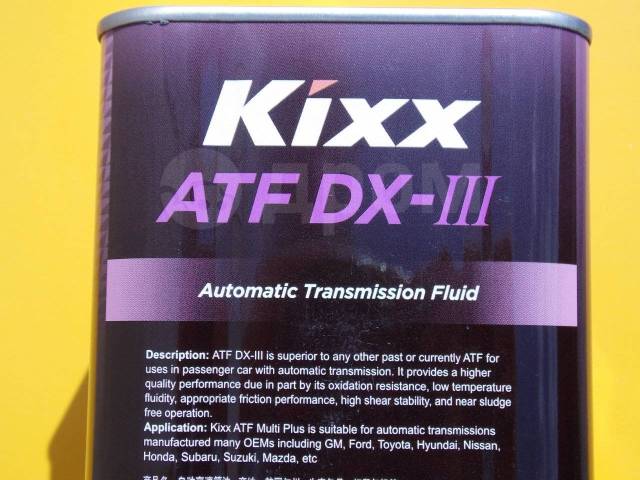 Kixx
дром
ATF DX-III
Automatic Transmission Fluid
Description: ATF DX-III is superior to any other past or currently ATF for
uses in passenger car with automatic transmission. It provides a higher
quality performance due in part by its oxidation resistance, low temperature
fluidity, appropriate friction performance, high shear stability, and near sludge
free operation.
Application: Kixx ATF Multi Plus is suitable for automatic transmissions
manufactured many OEMs including GM, Ford, Toyota, Hyundai, Nissan,
Honda, Subaru, Suzuki, Mazda, etc